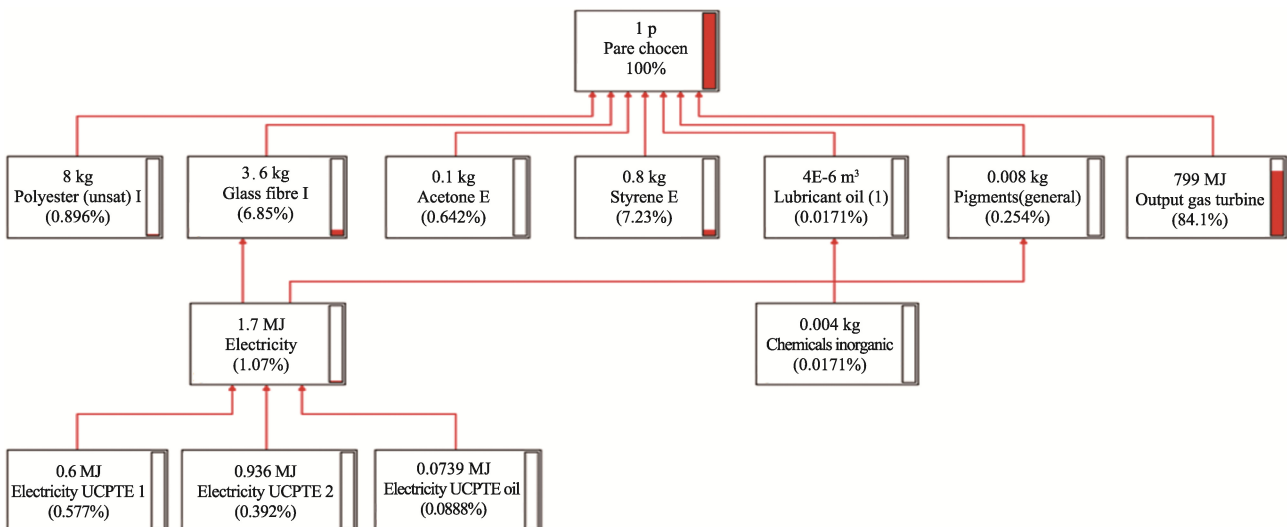 1 p
Pare chocen
100%
8 kg
Polyester (unsat) I
(0.896%)
3. 6 kg
Glass fibre I
(6.85%)
0.1 kg
Acetone E
(0.642%)
0.8 kg
Styrene E
(7.23%)
4E-6 m³
Lubricant oil (1)
(0.0171%)
0.008 kg
Pigments(general)
(0.254%)
799 MJ
Output gas turbine
(84.1%)
1.7 MJ
Electricity
(1.07%)
0.004 kg
Chemicals inorganic
(0.0171%)
0.6 MJ
Electricity UCPTE 1
(0.577%)
0.936 MJ
Electricity UCPTE 2
(0.392%)
0.0739 MJ
Electricity UCPTE oil
(0.0888%)